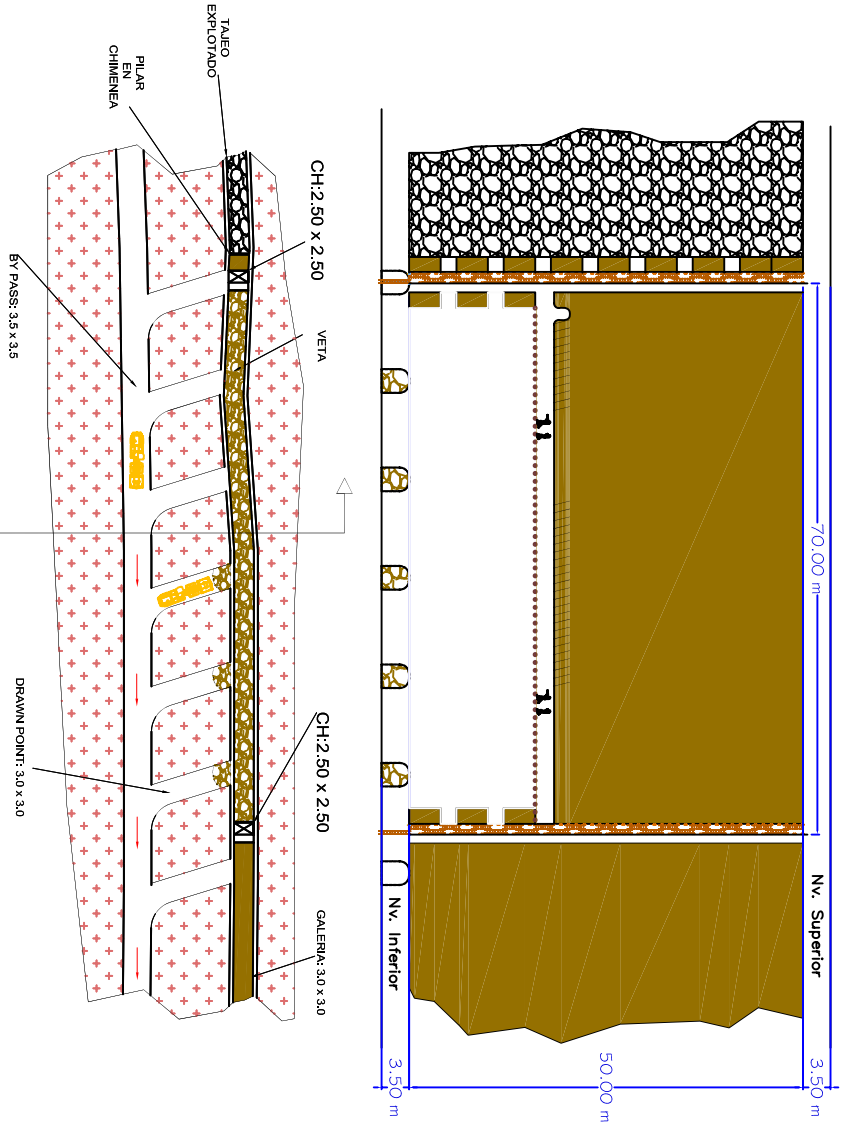 70.00 m
Nv. Superior
3.50 m
50.00 m
Nv. Inferior
3.50 m
CH:2.50 x 2.50
VETA
CH:2.50 x 2.50
GALERIA: 3.0 x 3.0
TAJEO
EXPLOTADO
PILAR
EN
CHIMENEA
DRAWN POINT: 3.0 x 3.0
BY PASS: 3.5 x 3.5